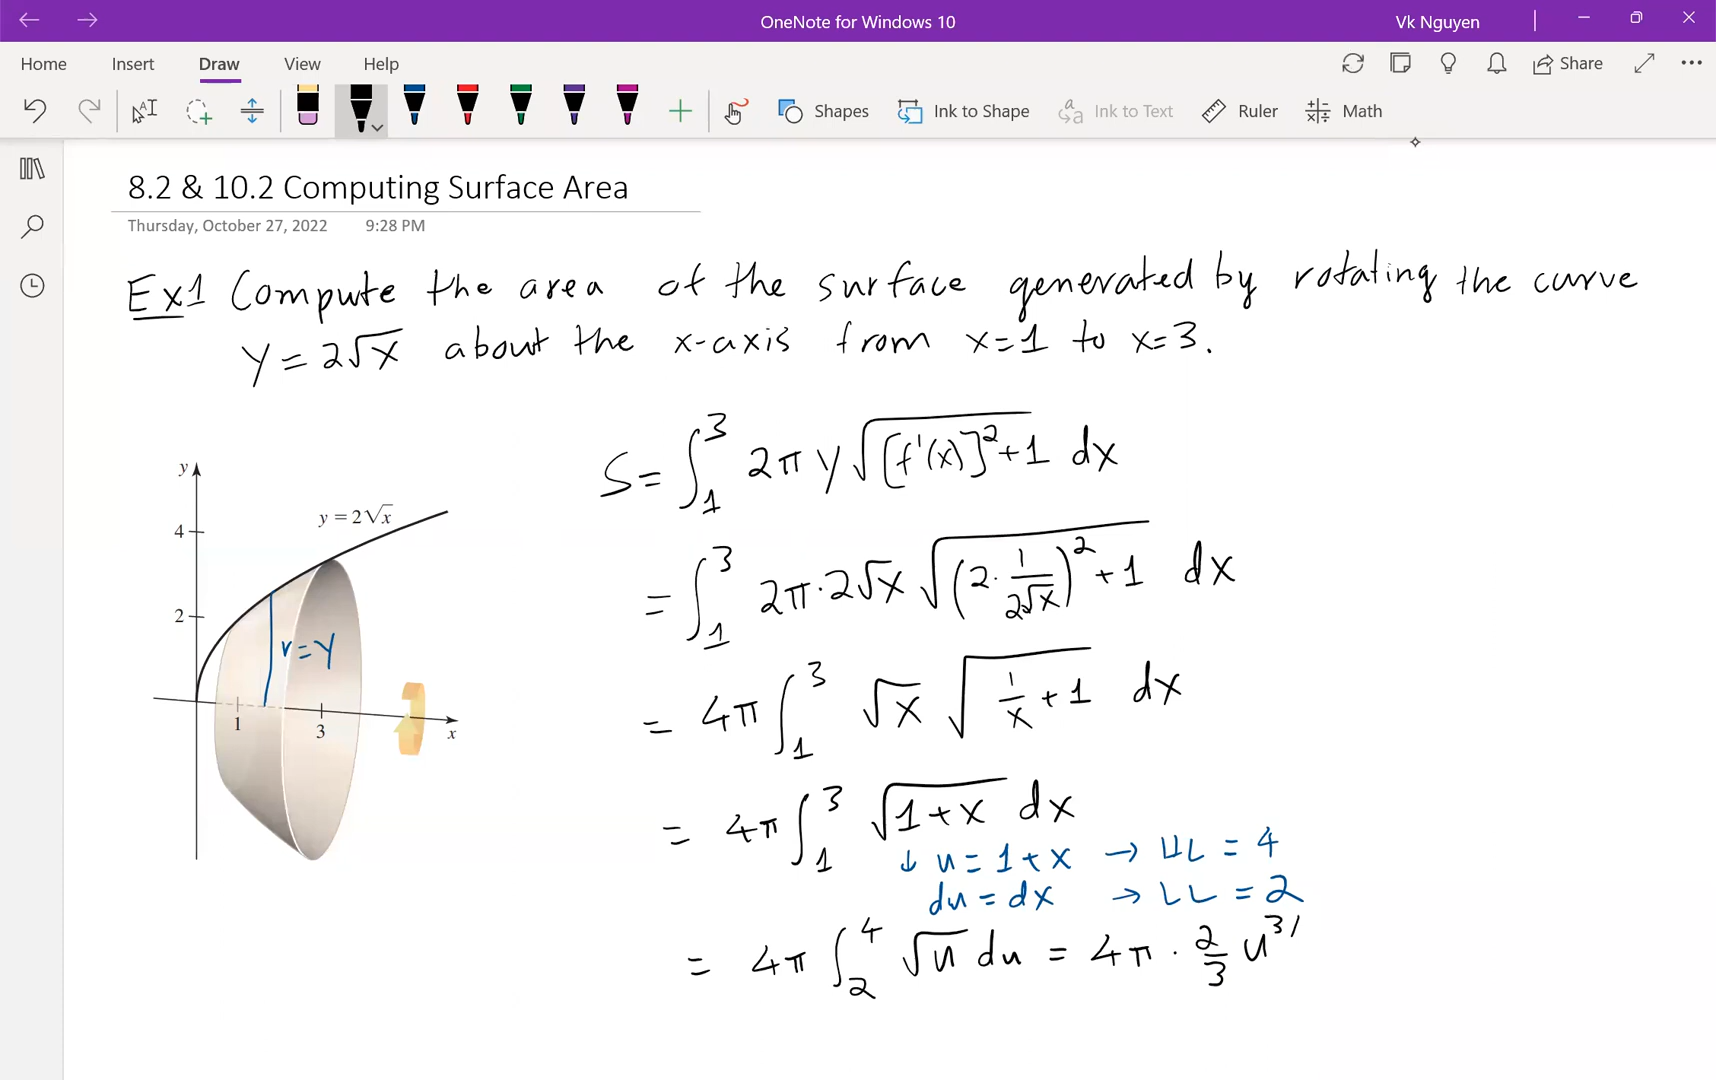 OneNote for Windows 10
Vk Nguyen
Home Insert Draw View Help
Share
Shapes Ink to Shape Ink to Text Ruler Math
8.2 & 10.2 Computing Surface Area
Thursday, October 27, 2022 9:28 PM
Ex1 Compute the area of the surface generated by rotating the curve
y = 2√x about the x-axis from x=1 to x=3.
S = ∫₁³ 2π y √([f'(x)]² + 1) dx
= ∫₁³ 2π · 2√x √((2 · 1/(2√x))² + 1) dx
= 4π ∫₁³ √x √(1/x + 1) dx
= 4π ∫₁³ √(1+x) dx
↓ u = 1 + x → UL = 4
du = dx → LL = 2
= 4π ∫₂⁴ √u du = 4π · 2/3 u^3/
y
y = 2√x
4
2
r = y
1
3
x